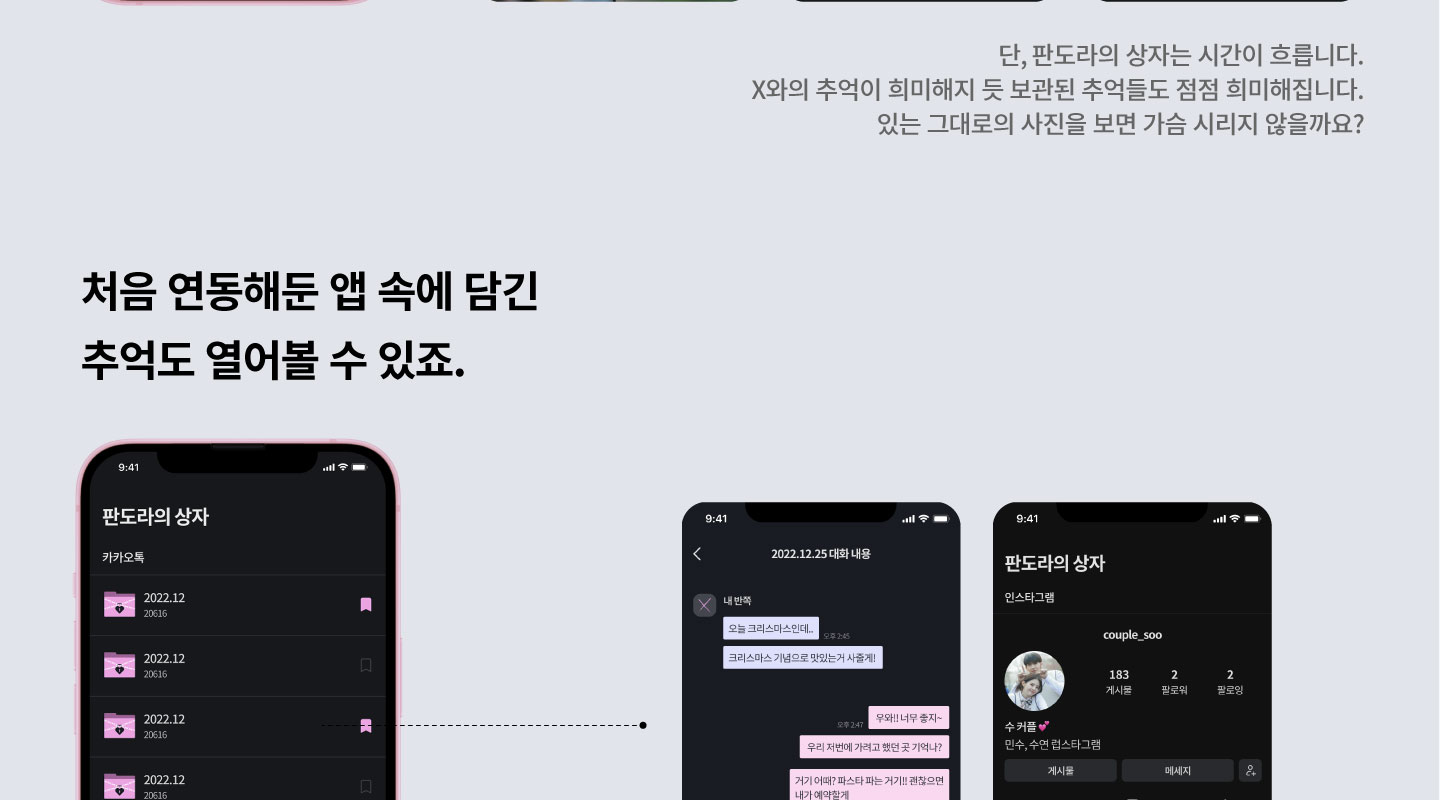 단, 판도라의 상자는 시간이 흐릅니다.
X와의 추억이 희미해지 듯 보관된 추억들도 점점 희미해집니다.
있는 그대로의 사진을 보면 가슴 시리지 않을까요?
처음 연동해둔 앱 속에 담긴
추억도 열어볼 수 있죠.
9:41
판도라의 상자
카카오톡
2022.12
20616
2022.12
20616
2022.12
20616
2022.12
20616
9:41
2022.12.25 대화 내용
내 반쪽
오늘 크리스마스인데..
오후 2:45
크리스마스 기념으로 맛있는거 사줄게!
오후 2:47
우와!! 너무 좋지~
우리 저번에 가려고 했던 곳 기억나?
거기 어때? 파스타 파는 거기!! 괜찮으면
내가 예약할게
9:41
판도라의 상자
인스타그램
couple_soo
183
게시물
2
팔로워
2
팔로잉
수 커플 💕
민수, 수연 럽스타그램
게시물
메세지